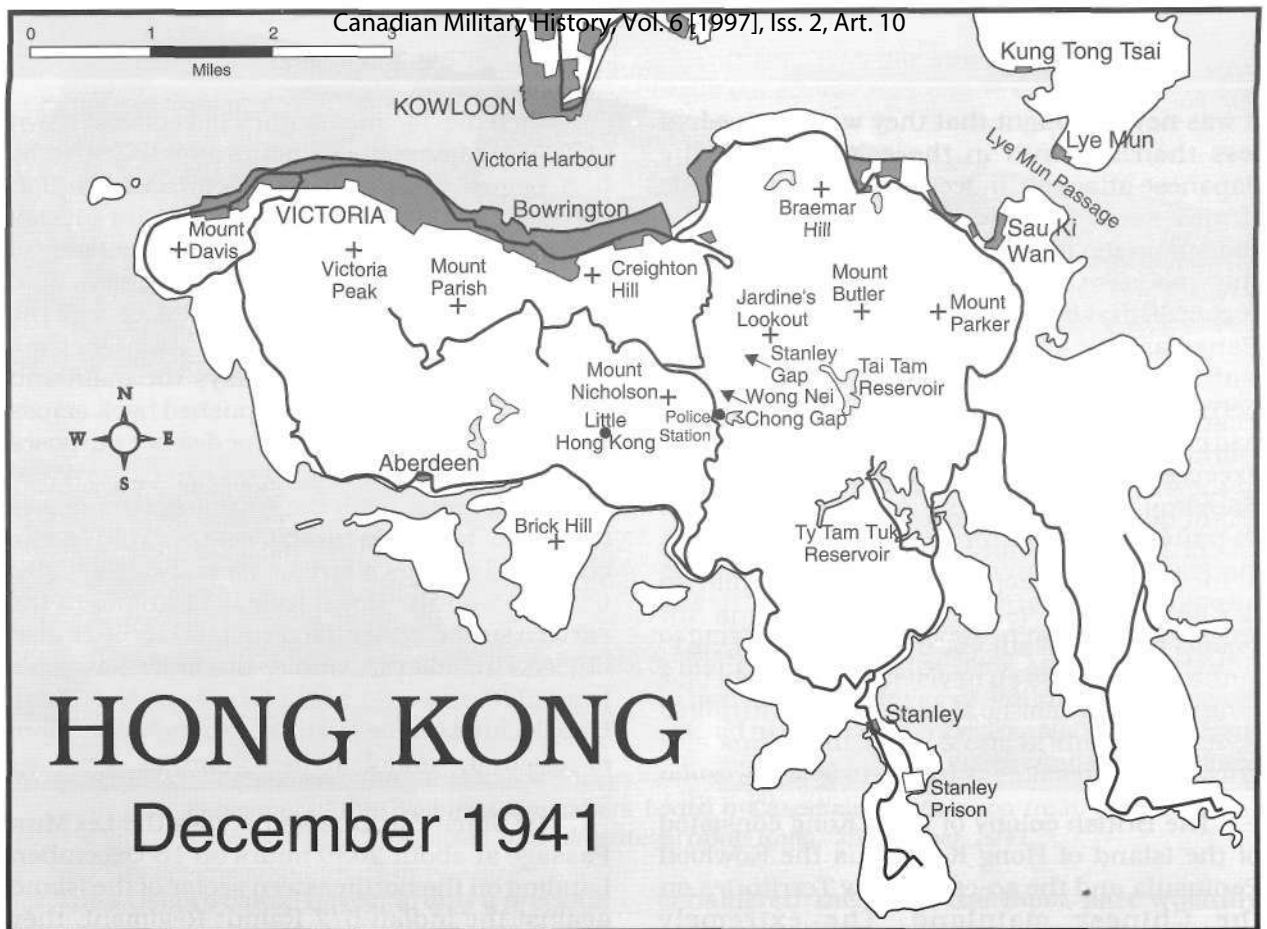 Canadian Military History, Vol. 6 [1997], Iss. 2, Art. 10
0 1 2 3
Miles
KOWLOON
Kung Tong Tsai
Lye Mun
Lye Mun Passage
Victoria Harbour
VICTORIA
Bowrington
Braemar
Hill
Sau Ki
Wan
Mount
Davis
Victoria
Peak
Mount
Parish
Creighton
Hill
Mount
Butler
Mount
Parker
Jardine's
Lookout
Stanley
Gap
Tai Tam
Reservoir
Mount
Nicholson
Wong Nei
Chong Gap
Police
Station
Little
Hong Kong
N
W E
S
Aberdeen
Brick Hill
Ty Tam Tuk
Reservoir
Stanley
Stanley
Prison
HONG KONG
December 1941